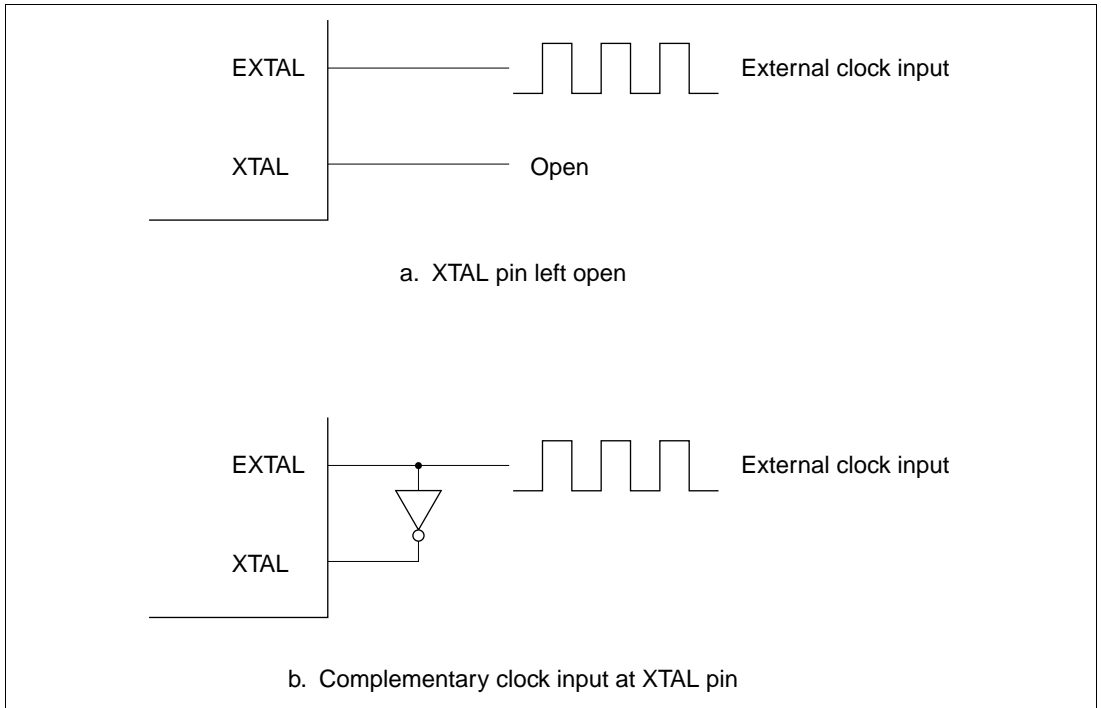 EXTAL
External clock input
XTAL
Open
a. XTAL pin left open
EXTAL
External clock input
XTAL
b. Complementary clock input at XTAL pin